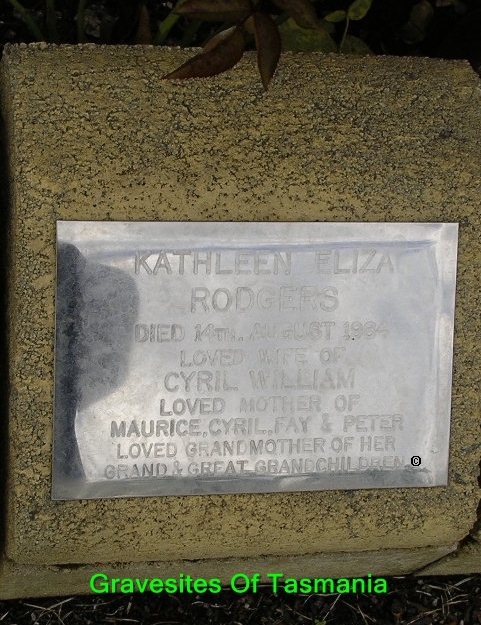 KATHLEEN ELIZA
RODGERS
DIED 14TH. AUGUST 1984
LOVED WIFE OF
CYRIL WILLIAM
LOVED MOTHER OF
MAURICE, CYRIL, FAY & PETER
LOVED GRANDMOTHER OF HER
GRAND & GREAT GRANDCHILDREN
©
Gravesites Of Tasmania